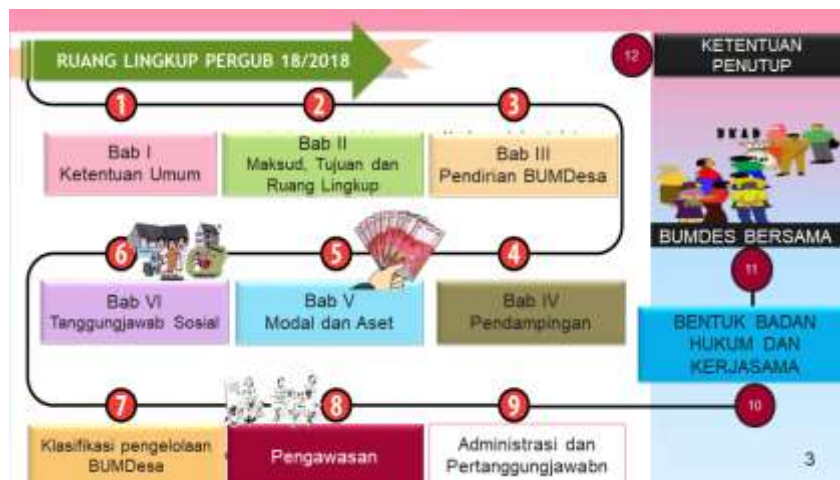 RUANG LINGKUP PERGUB 18/2018
1
2
3
Bab I
Ketentuan Umum
Bab II
Maksud, Tujuan dan
Ruang Lingkup
Bab III
Pendirian BUMDesa
6
5
4
Bab VI
Tanggungjawab Sosial
Bab V
Modal dan Aset
Bab IV
Pendampingan
7
8
9
Klasifikasi pengelolaan
BUMDesa
Pengawasan
Administrasi dan
Pertanggungjawabn
12
KETENTUAN
PENUTUP
BKAD
BUMDES BERSAMA
11
BENTUK BADAN
HUKUM DAN
KERJASAMA
10
3